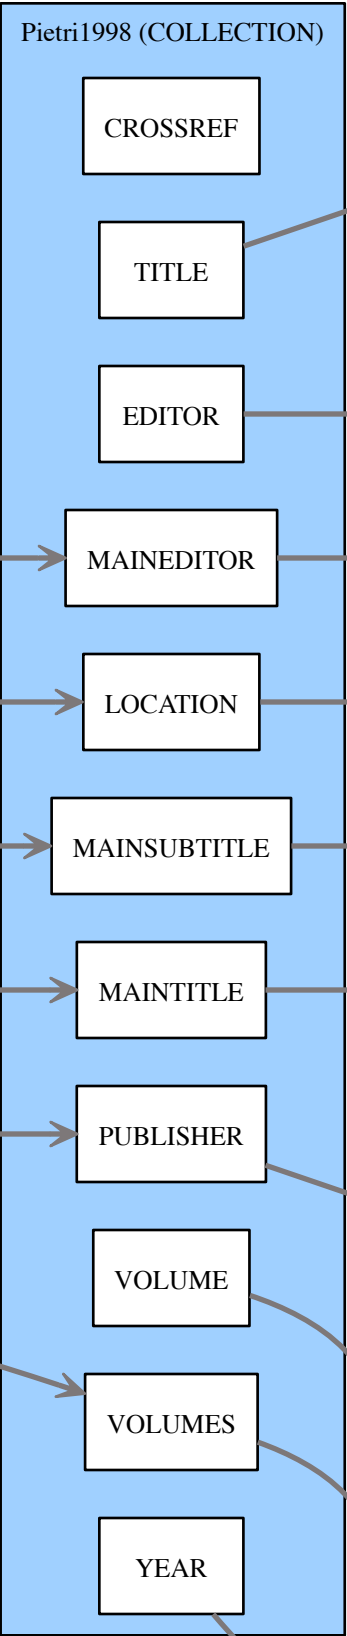 Pietri1998 (COLLECTION)
CROSSREF
TITLE
EDITOR
MAINEDITOR
LOCATION
MAINSUBTITLE
MAINTITLE
PUBLISHER
VOLUME
VOLUMES
YEAR